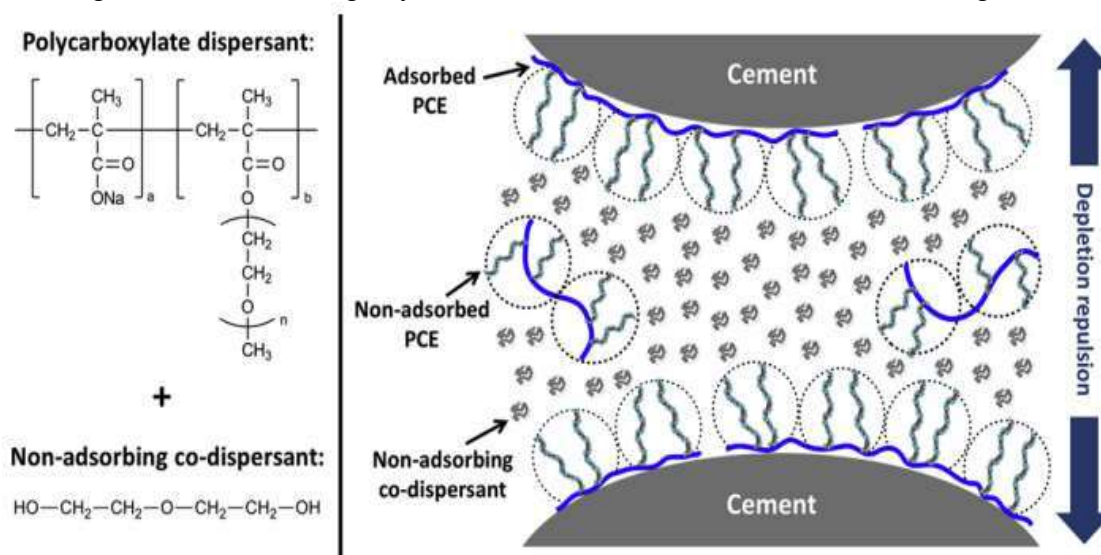 Polycarboxylate dispersant:
CH₃ CH₃
CH₂—C CH₂—C
C=O C=O
ONa a O b
CH₂
CH₂
O
n
CH₃
+
Non-adsorbing co-dispersant:
HO—CH₂—CH₂—O—CH₂—CH₂—OH
Cement
Adsorbed
PCE
Non-adsorbed
PCE
Non-adsorbing
co-dispersant
Cement
Depletion repulsion